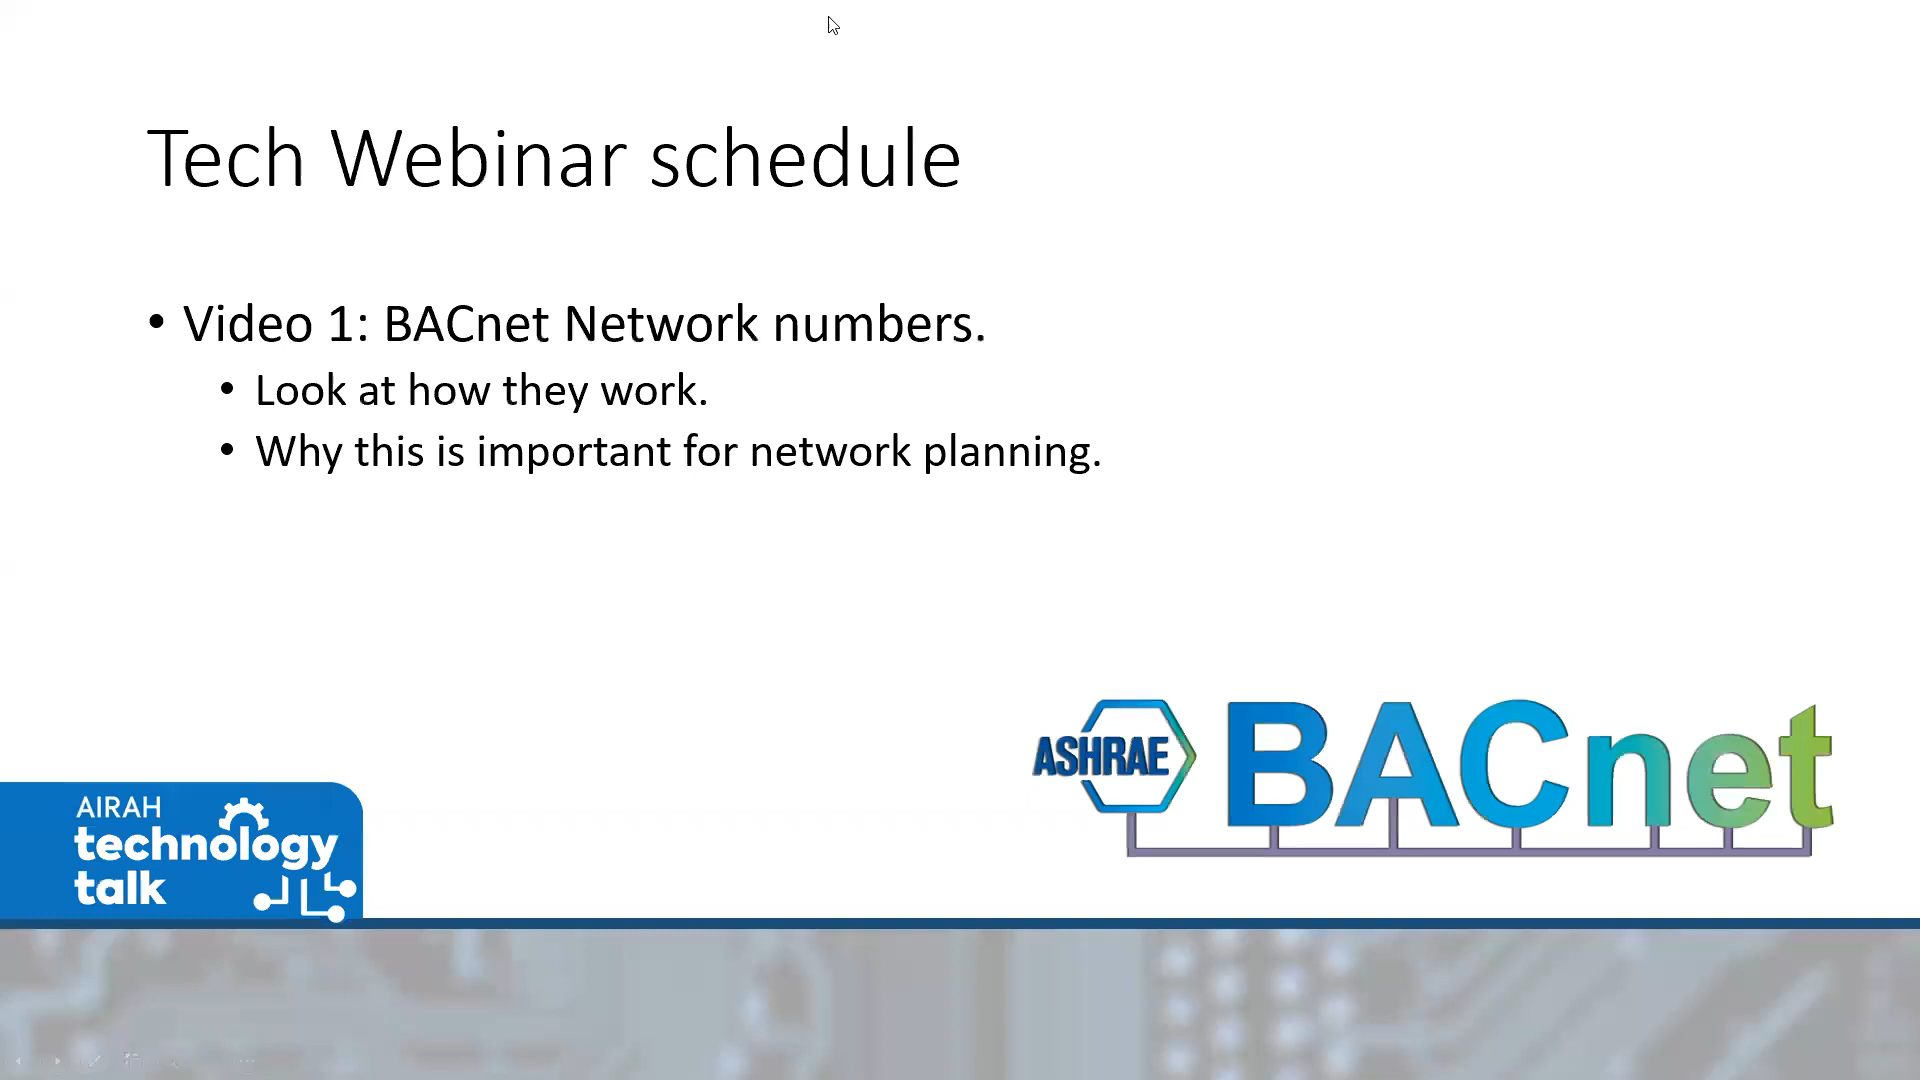 Tech Webinar schedule
• Video 1: BACnet Network numbers.
• Look at how they work.
• Why this is important for network planning.
ASHRAE BACnet
AIRAH
technology
talk